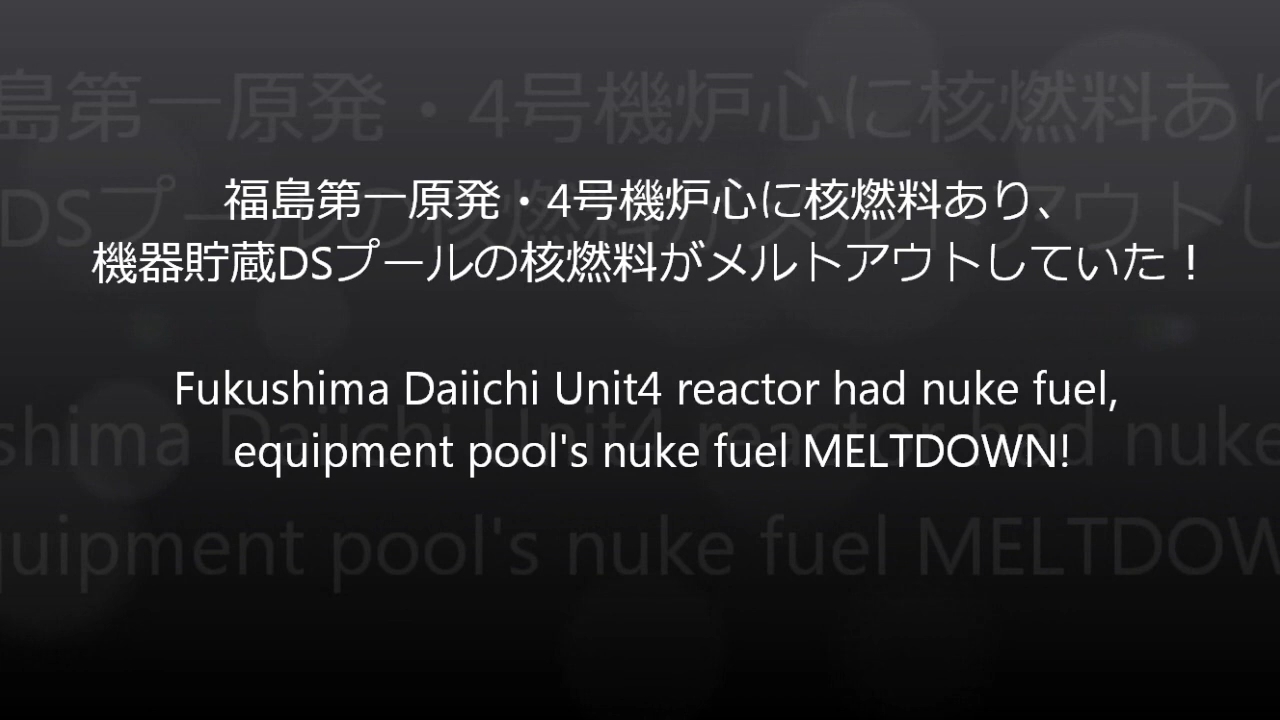 福島第一原発・4号機炉心に核燃料あり、
機器貯蔵DSプールの核燃料がメルトアウトしていた！
Fukushima Daiichi Unit4 reactor had nuke fuel,
equipment pool's nuke fuel MELTDOWN!